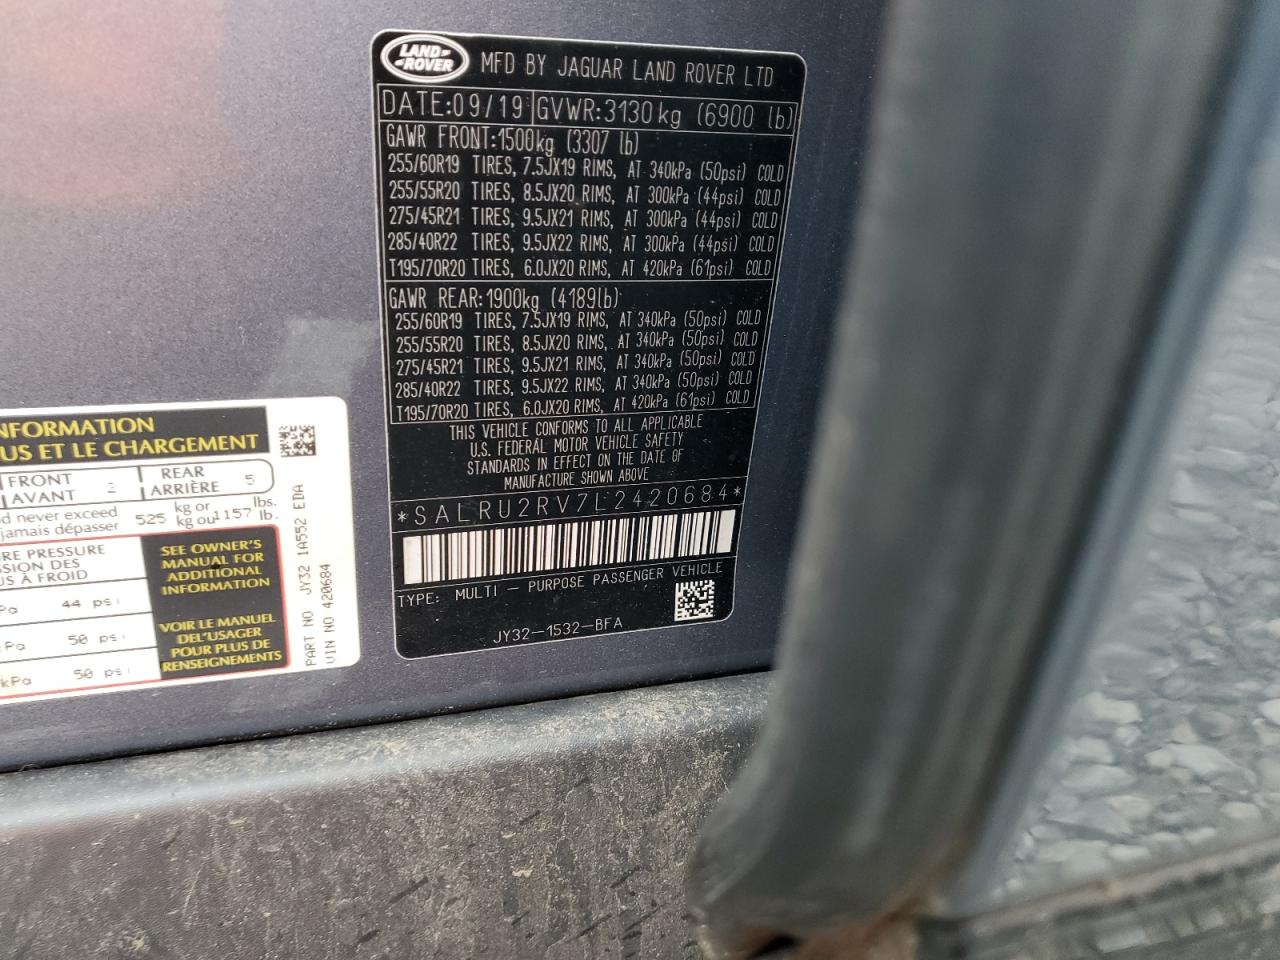 LAND-
-ROVER
MFD BY JAGUAR LAND ROVER LTD
DATE:09/19 GVWR:3130kg (6900 lb)
GAWR FRONT:1500kg (3307 lb)
255/60R19 TIRES, 7.5JX19 RIMS, AT 340kPa (50psi) COLD
255/55R20 TIRES, 8.5JX20 RIMS, AT 300kPa (44psi) COLD
275/45R21 TIRES, 9.5JX21 RIMS, AT 300kPa (44psi) COLD
285/40R22 TIRES, 9.5JX22 RIMS, AT 300kPa (44psi) COLD
T195/70R20 TIRES, 6.0JX20 RIMS, AT 420kPa (61psi) COLD
GAWR REAR:1900kg (4189lb)
255/60R19 TIRES, 7.5JX19 RIMS, AT 340kPa (50psi) COLD
255/55R20 TIRES, 8.5JX20 RIMS, AT 340kPa (50psi) COLD
275/45R21 TIRES, 9.5JX21 RIMS, AT 340kPa (50psi) COLD
285/40R22 TIRES, 9.5JX22 RIMS, AT 340kPa (50psi) COLD
T195/70R20 TIRES, 6.0JX20 RIMS, AT 420kPa (61psi) COLD
THIS VEHICLE CONFORMS TO ALL APPLICABLE
U.S. FEDERAL MOTOR VEHICLE SAFETY
STANDARDS IN EFFECT ON THE DATE OF
MANUFACTURE SHOWN ABOVE
*SALRU2RV7L2420684*
TYPE: MULTI - PURPOSE PASSENGER VEHICLE
JY32-1532-BFA
NFORMATION
US ET LE CHARGEMENT
FRONT
AVANT 2
REAR
ARRIÈRE 5
d never exceed
jamais dépasser
525 kg or
kg ou 1157 lbs.
lb.
RE PRESSURE
SSION DES
US À FROID
Pa 44 psi
kPa 50 psi
kPa 50 psi
SEE OWNER'S
MANUAL FOR
ADDITIONAL
INFORMATION
VOIR LE MANUEL
DE L'USAGER
POUR PLUS DE
RENSEIGNEMENTS
PART NO JY32 1A552 EDA
VIN NO 420684